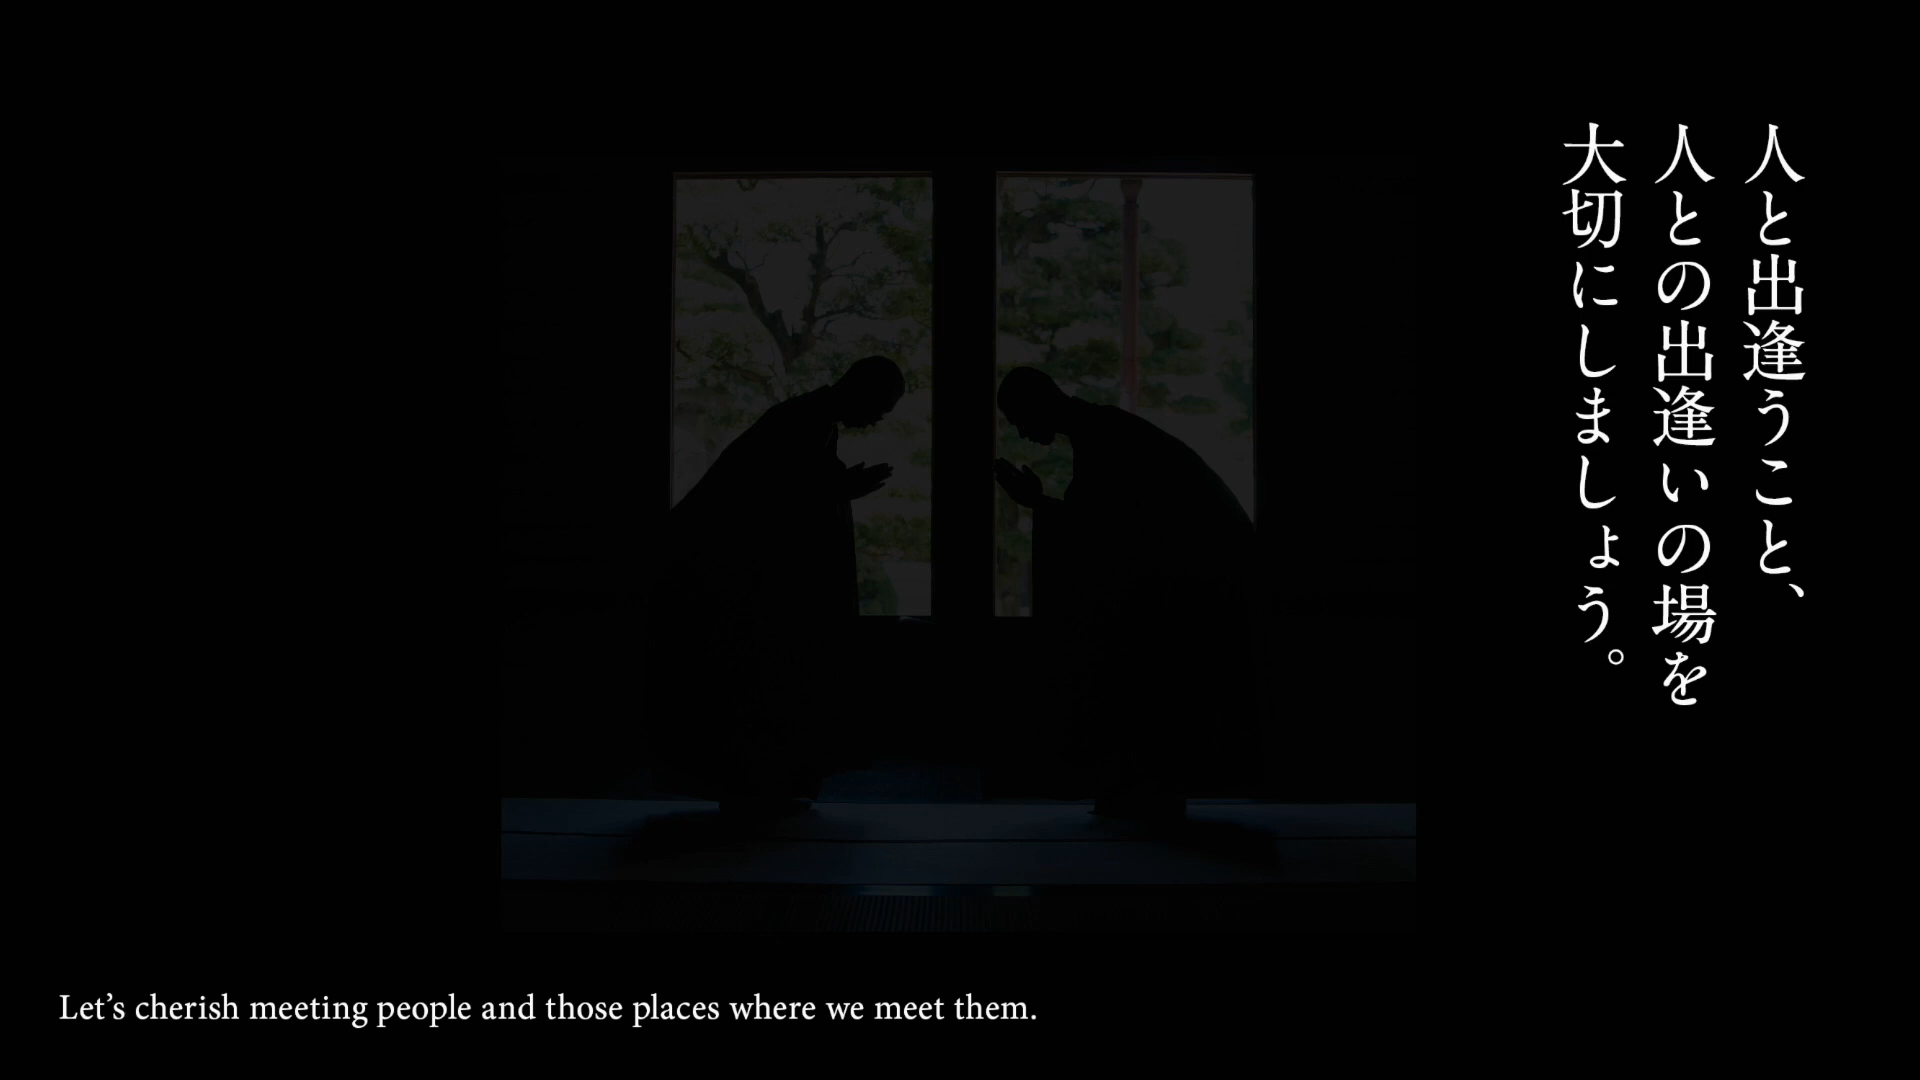 人と出逢うこと、
人との出逢いの場を
大切にしましょう。
Let’s cherish meeting people and those places where we meet them.